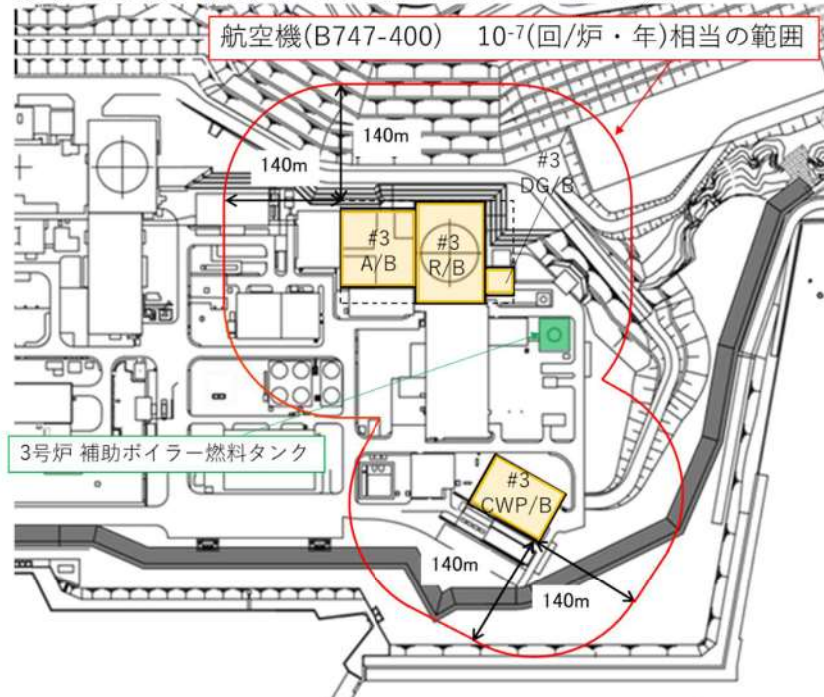 航空機(B747-400) 10⁻⁷(回/炉・年)相当の範囲
140m
140m
#3
DG/B
#3
A/B
#3
R/B
3号炉 補助ボイラー燃料タンク
#3
CWP/B
140m
140m